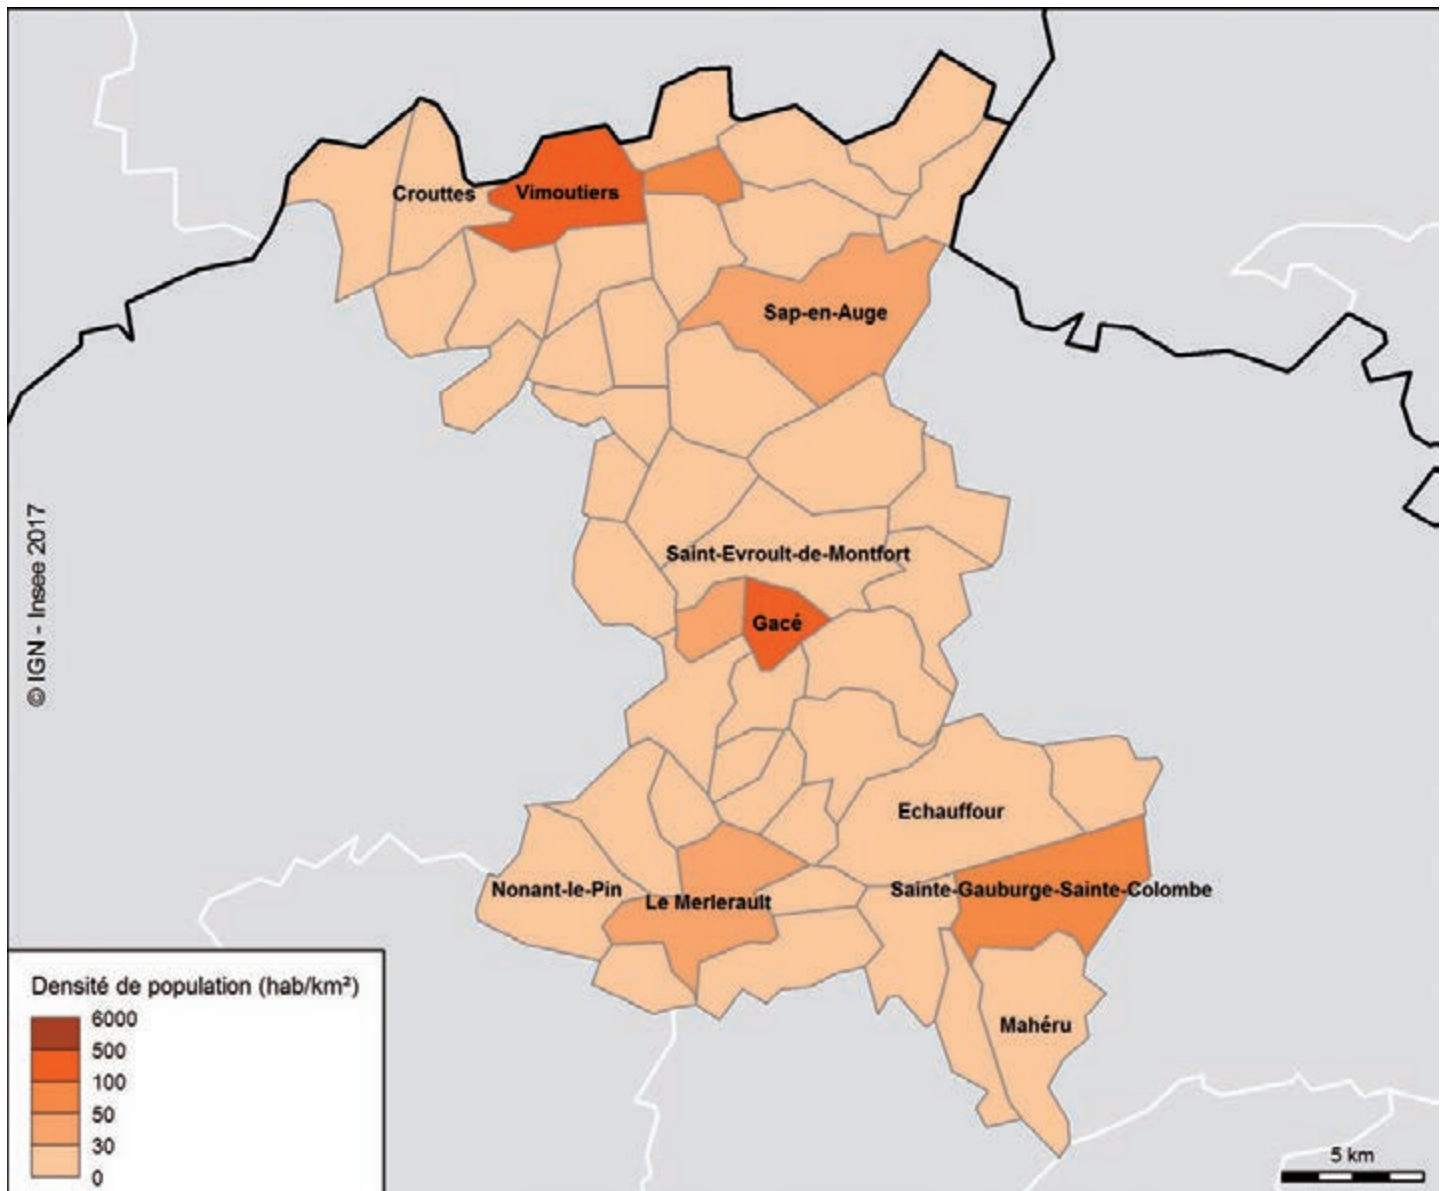 Crouttes
Vimoutiers
Sap-en-Auge
Saint-Evroult-de-Montfort
Gacé
Echauffour
Nonant-le-Pin
Le Merlerault
Sainte-Gauburge-Sainte-Colombe
Mahéru
© IGN - Insee 2017
Densité de population (hab/km²)
6000
500
100
50
30
0
5 km